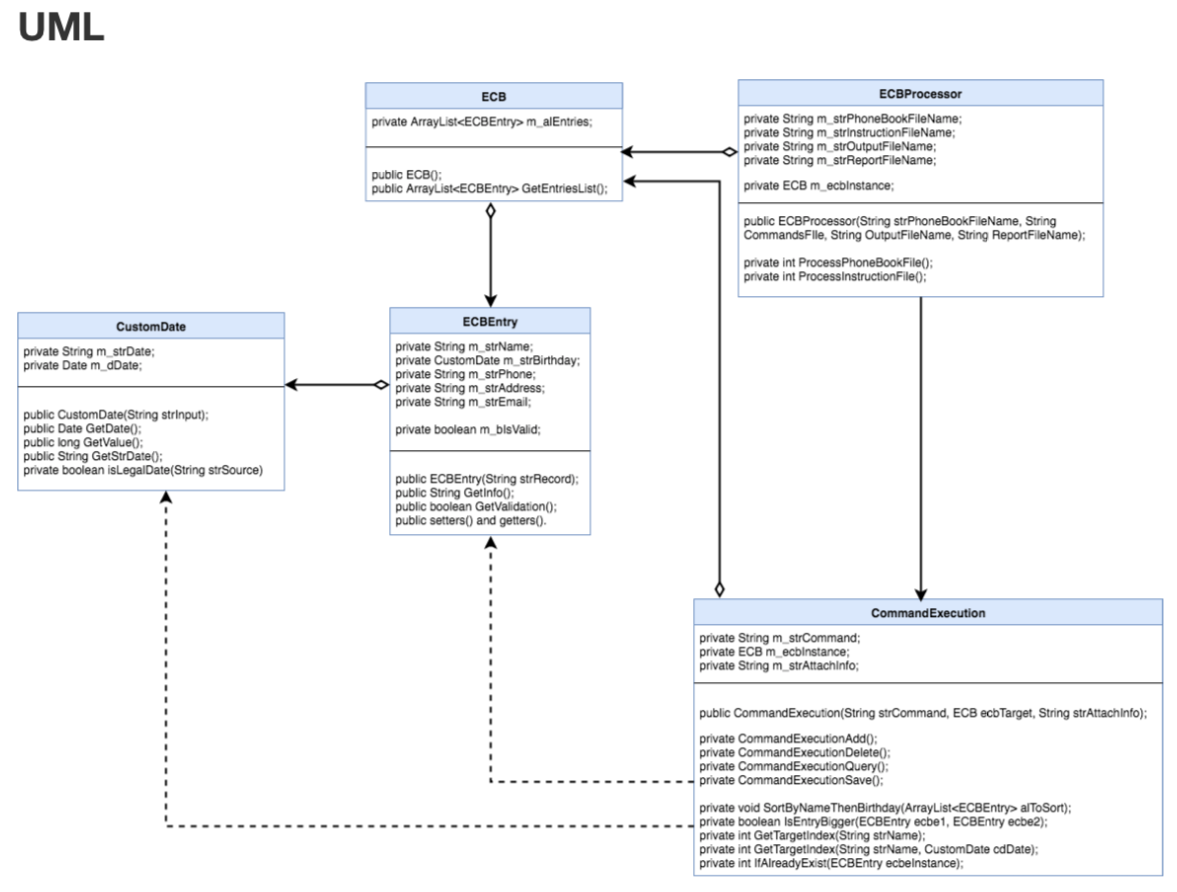 UML
ECB
private ArrayList<ECBEntry> m_alEntries;
public ECB();
public ArrayList<ECBEntry> GetEntriesList();
ECBProcessor
private String m_strPhoneBookFileName;
private String m_strInstructionFileName;
private String m_strOutputFileName;
private String m_strReportFileName;
private ECB m_ecbInstance;
public ECBProcessor(String strPhoneBookFileName, String
CommandsFIle, String OutputFileName, String ReportFileName);
private int ProcessPhoneBookFile();
private int ProcessInstructionFile();
CustomDate
private String m_strDate;
private Date m_dDate;
public CustomDate(String strInput);
public Date GetDate();
public long GetValue();
public String GetStrDate();
private boolean isLegalDate(String strSource)
ECBEntry
private String m_strName;
private CustomDate m_strBirthday;
private String m_strPhone;
private String m_strAddress;
private String m_strEmail;
private boolean m_bIsValid;
public ECBEntry(String strRecord);
public String GetInfo();
public boolean GetValidation();
public setters() and getters().
CommandExecution
private String m_strCommand;
private ECB m_ecbInstance;
private String m_strAttachInfo;
public CommandExecution(String strCommand, ECB ecbTarget, String strAttachInfo);
private CommandExecutionAdd();
private CommandExecutionDelete();
private CommandExecutionQuery();
private CommandExecutionSave();
private void SortByNameThenBirthday(ArrayList<ECBEntry> alToSort);
private boolean IsEntryBigger(ECBEntry ecbe1, ECBEntry ecbe2);
private int GetTargetIndex(String strName);
private int GetTargetIndex(String strName, CustomDate cdDate);
private int IfAlreadyExist(ECBEntry ecbeInstance);